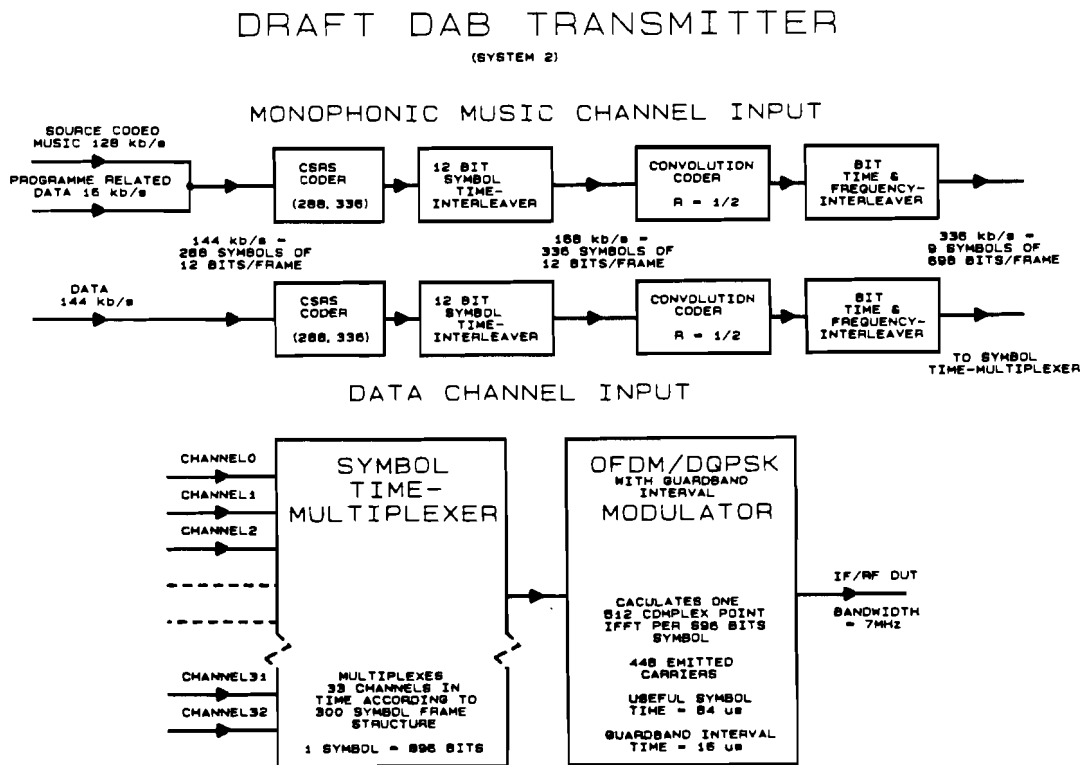 DRAFT DAB TRANSMITTER
(SYSTEM 2)
MONOPHONIC MUSIC CHANNEL INPUT
SOURCE CODED
MUSIC 128 kb/s
PROGRAMME RELATED
DATA 16 kb/s
CSRS
CODER
(288, 336)
12 BIT
SYMBOL
TIME-
INTERLEAVER
CONVOLUTION
CODER
R = 1/2
BIT
TIME &
FREQUENCY-
INTERLEAVER
144 kb/s =
288 SYMBOLS OF
12 BITS/FRAME
168 kb/s =
336 SYMBOLS OF
12 BITS/FRAME
336 kb/s =
9 SYMBOLS OF
896 BITS/FRAME
DATA
144 kb/s
CSRS
CODER
(288, 336)
12 BIT
SYMBOL
TIME-
INTERLEAVER
CONVOLUTION
CODER
R = 1/2
BIT
TIME &
FREQUENCY-
INTERLEAVER
TO SYMBOL
TIME-MULTIPLEXER
DATA CHANNEL INPUT
CHANNEL0
CHANNEL1
CHANNEL2
CHANNEL31
CHANNEL32
SYMBOL
TIME-
MULTIPLEXER
MULTIPLEXES
33 CHANNELS IN
TIME ACCORDING TO
300 SYMBOL FRAME
STRUCTURE
1 SYMBOL = 896 BITS
OFDM/DQPSK
WITH GUARDBAND
INTERVAL
MODULATOR
CACULATES ONE
512 COMPLEX POINT
IFFT PER 896 BITS
SYMBOL
448 EMITTED
CARRIERS
USEFUL SYMBOL
TIME = 64 us
GUARDBAND INTERVAL
TIME = 16 us
IF/RF OUT
BANDWIDTH
= 7MHz